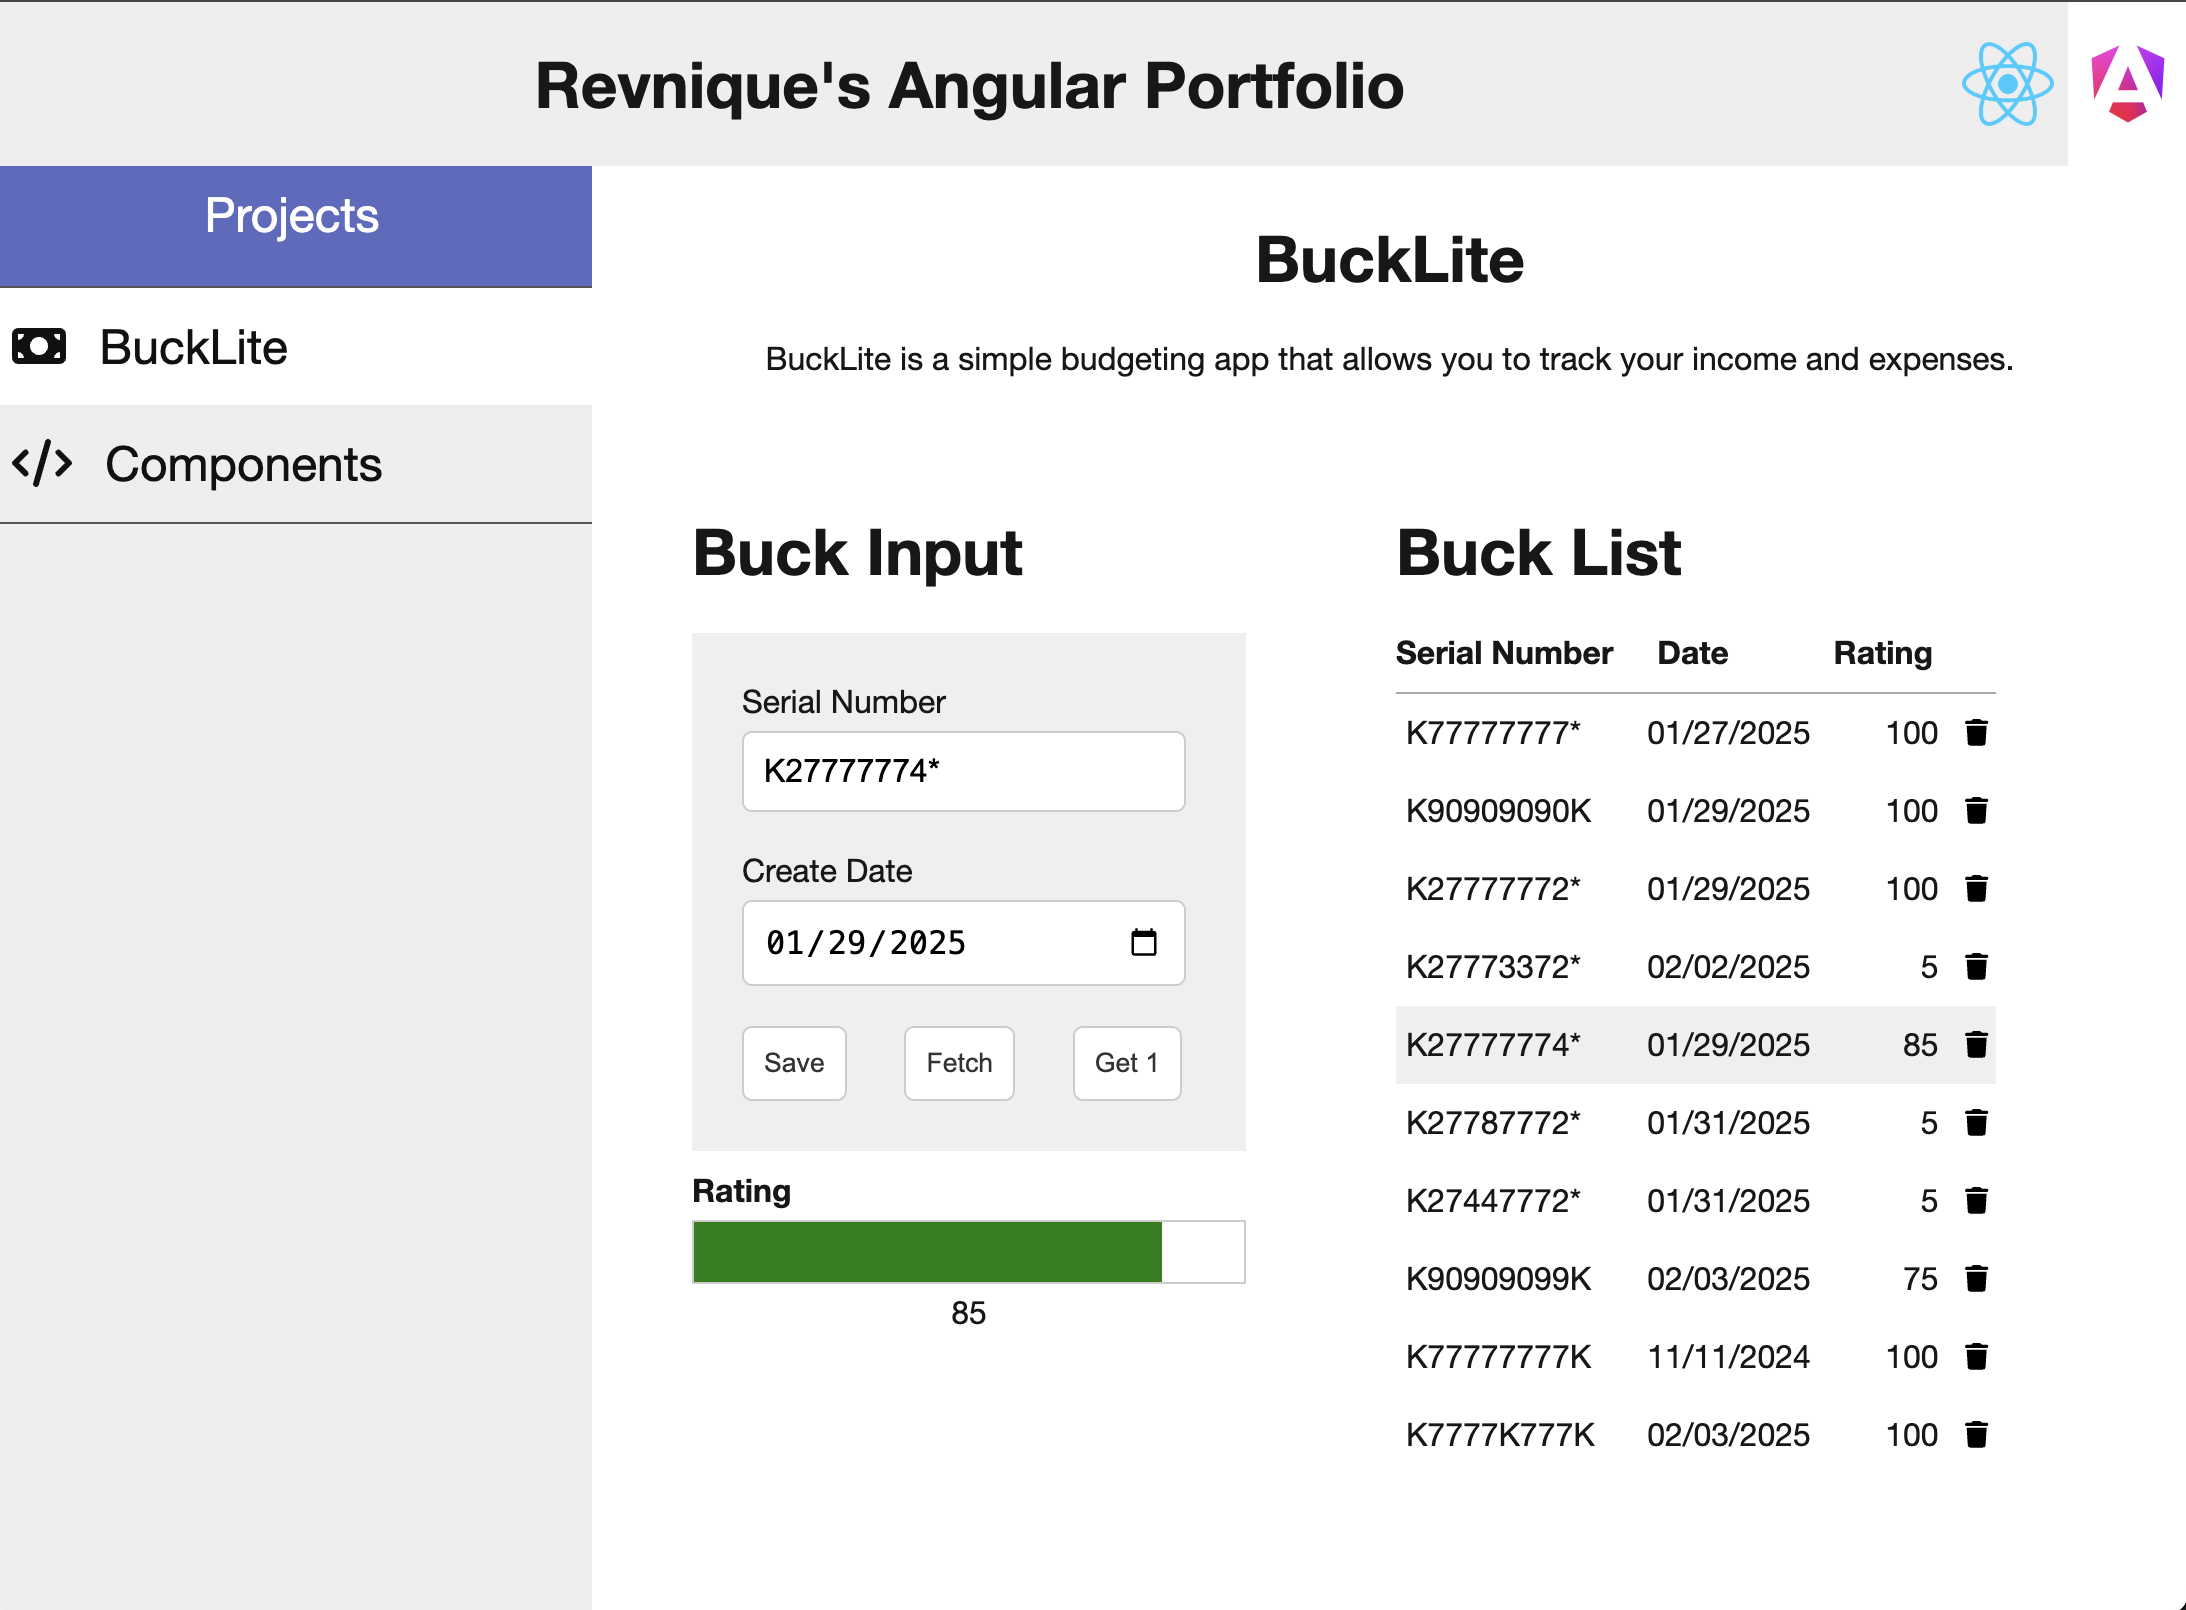 Revnique's Angular Portfolio
Projects
BuckLite
Components
BuckLite
BuckLite is a simple budgeting app that allows you to track your income and expenses.
Buck Input
Serial Number
K27777774*
Create Date
01/29/2025
Save Fetch Get 1
Rating
85
Buck List
Serial Number Date Rating
K77777777* 01/27/2025 100
K90909090K 01/29/2025 100
K27777772* 01/29/2025 100
K27773372* 02/02/2025 5
K27777774* 01/29/2025 85
K27787772* 01/31/2025 5
K27447772* 01/31/2025 5
K90909099K 02/03/2025 75
K77777777K 11/11/2024 100
K7777K777K 02/03/2025 100